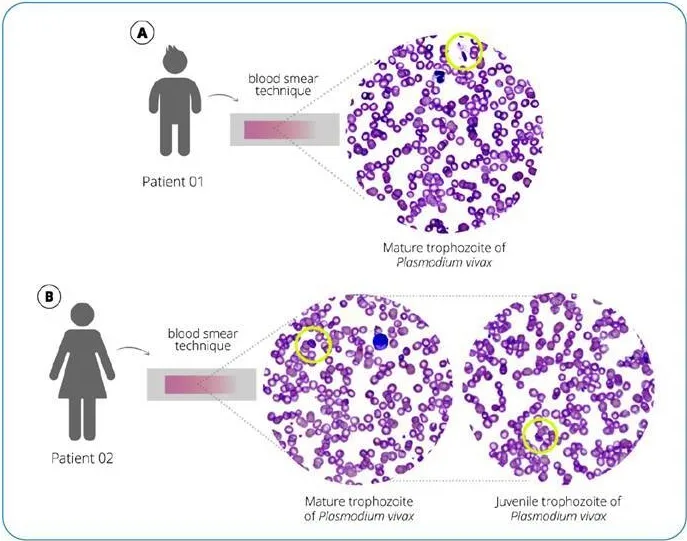 A
blood smear
technique
Patient 01
Mature trophozoite of
Plasmodium vivax
B
blood smear
technique
Patient 02
Mature trophozoite
of Plasmodium vivax
Juvenile trophozoite of
Plasmodium vivax